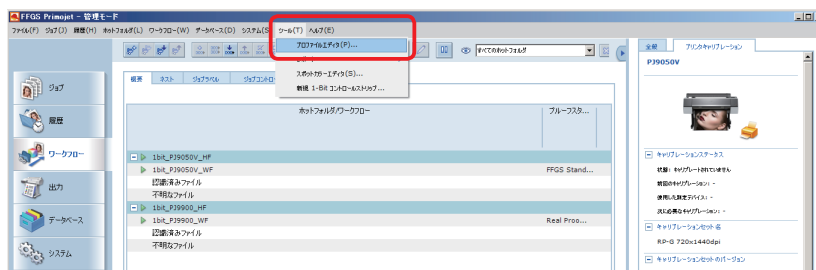 FFGS Primojet - 管理モード
ファイル(F) ジョブ(J) 履歴(H) ホットフォルダ(L) ワークフロー(W) データベース(D) システム(S) ツール(T) ヘルプ(E)
プロファイルエディタ(P)...
スポットカラーエディタ(S)...
新規 1-Bit コントロールストリップ...
すべてのホットフォルダ
全般 プリンタキャリブレーション
PJ9050V
ジョブ
履歴
ワークフロー
出力
データベース
システム
概要 ネスト ジョブラベル ジョブコントロ
ホットフォルダ/ワークフロー プルーフスタ...
1bit_PJ9050V_HF
1bit_PJ9050V_WF FFGS Stand...
認識済みファイル
不明なファイル
1bit_PJ9900_HF
1bit_PJ9900_WF Real Proo...
認識済みファイル
不明なファイル
キャリブレーションステータス
状態: キャリブレートされていません
前回のキャリブレーション: -
使用した測定デバイス: -
次に必要なキャリブレーション: -
キャリブレーションセット名
RP-G 720x1440dpi
キャリブレーションセットのバージョン